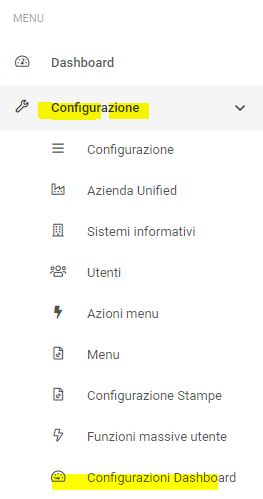 MENU
Dashboard
Configurazione
Configurazione
Azienda Unified
Sistemi informativi
Utenti
Azioni menu
Menu
Configurazione Stampe
Funzioni massive utente
Configurazioni Dashboard